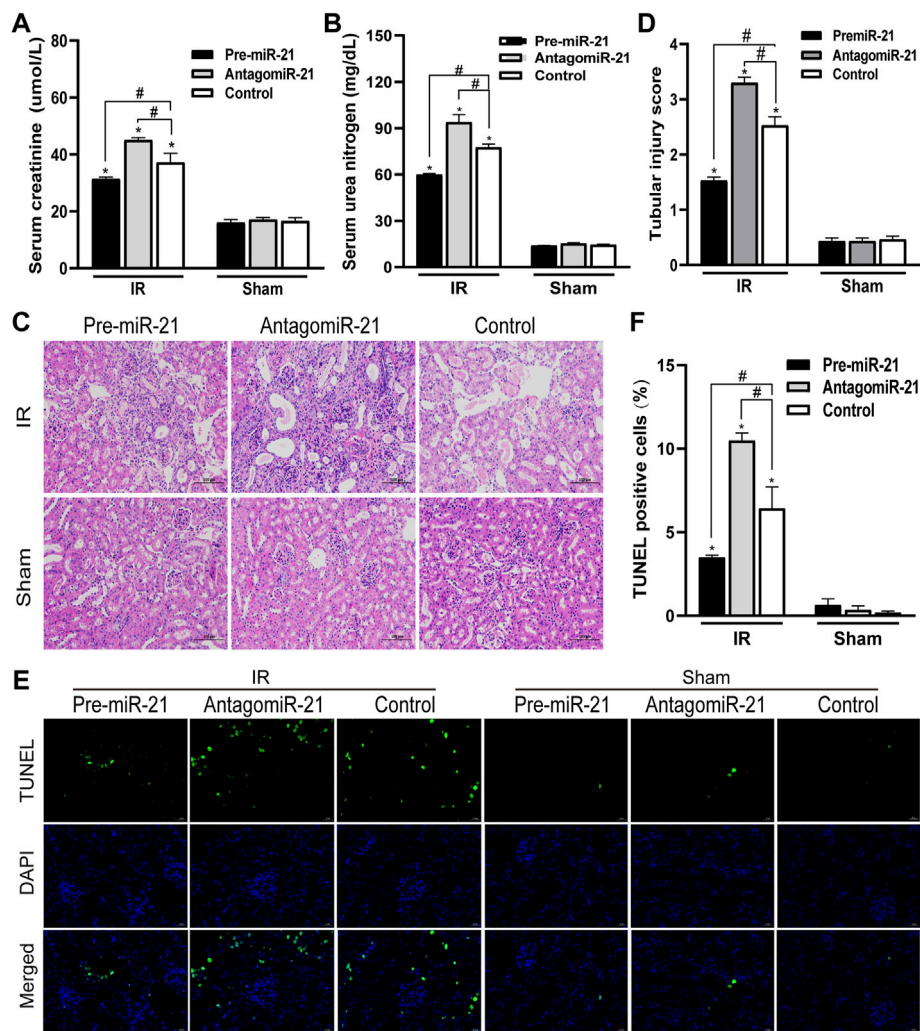 A
Serum creatinine (umol/L)
80
60
40
20
0
Pre-miR-21
AntagomiR-21
Control
#
#
*
*
*
IR
Sham
B
Serum urea nitrogen (mg/dL)
150
120
90
60
30
0
Pre-miR-21
AntagomiR-21
Control
#
#
*
*
*
IR
Sham
D
Tubular injury score
4
3
2
1
0
PremiR-21
AntagomiR-21
Control
#
#
*
*
*
IR
Sham
C
Pre-miR-21
AntagomiR-21
Control
IR
Sham
F
TUNEL positive cells (%)
15
10
5
0
Pre-miR-21
AntagomiR-21
Control
#
#
*
*
*
IR
Sham
E
IR
Sham
Pre-miR-21
AntagomiR-21
Control
Pre-miR-21
AntagomiR-21
Control
TUNEL
DAPI
Merged